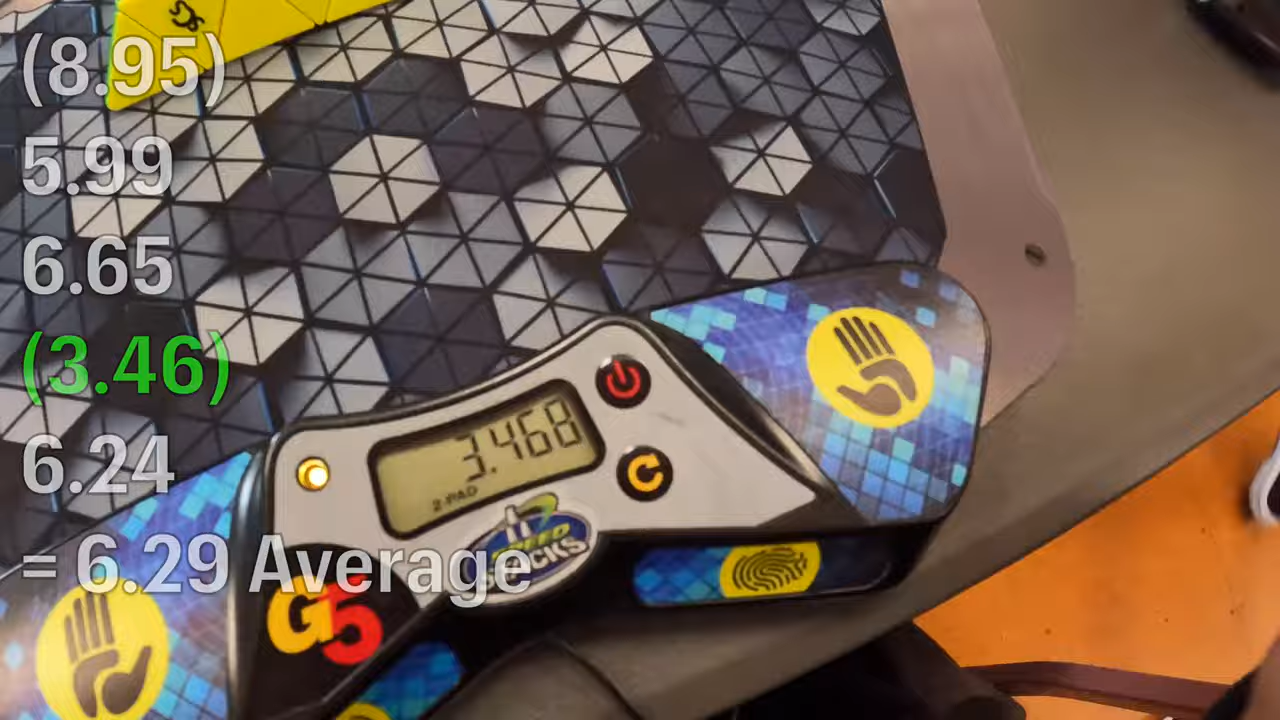 SCS
(8.95)
5.99
6.65
(3.46)
6.24
= 6.29 Average
3.468
2-PAD
SPEED
STACKS
G5